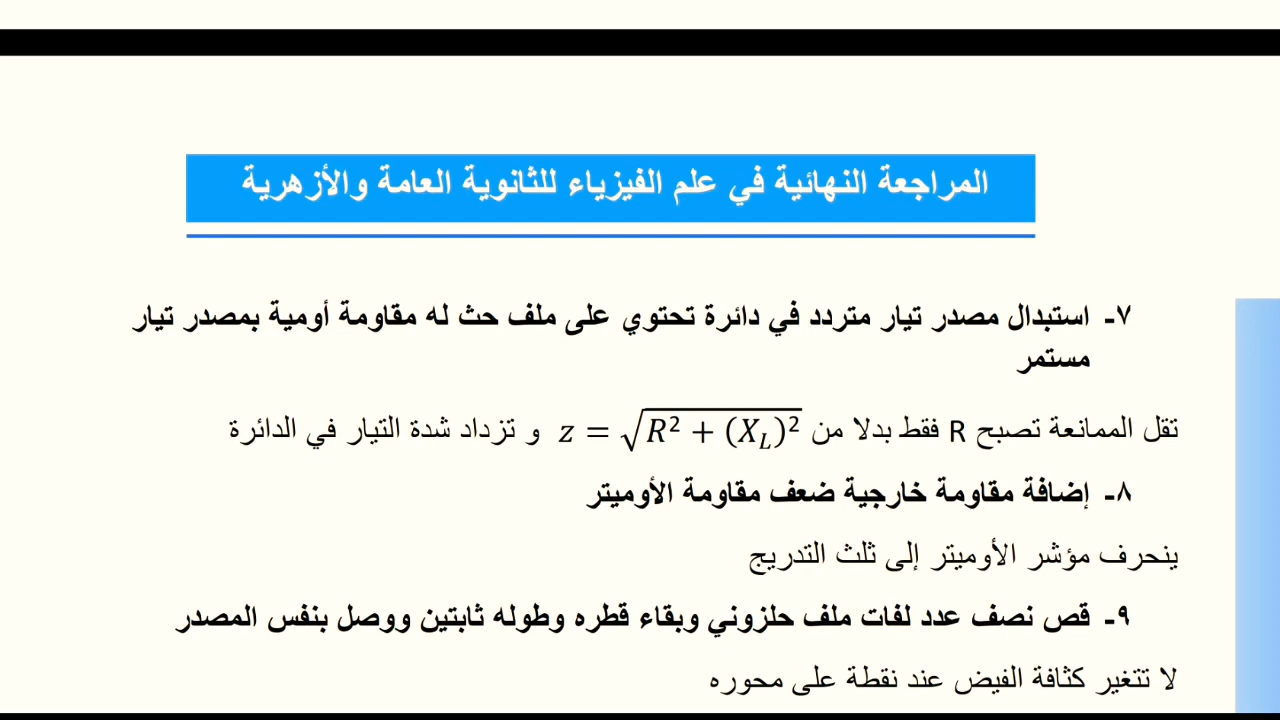 المراجعة النهائية في علم الفيزياء للثانوية العامة والأزهرية
٧- استبدال مصدر تيار متردد في دائرة تحتوي على ملف حث له مقاومة أومية بمصدر تيار
مستمر
تقل الممانعة تصبح R فقط بدلا من z = √(R² + (X_L)²) و تزداد شدة التيار في الدائرة
٨- إضافة مقاومة خارجية ضعف مقاومة الأوميتر
ينحرف مؤشر الأوميتر إلى ثلث التدريج
٩- قص نصف عدد لفات ملف حلزوني وبقاء قطره وطوله ثابتين ووصل بنفس المصدر
لا تتغير كثافة الفيض عند نقطة على محوره